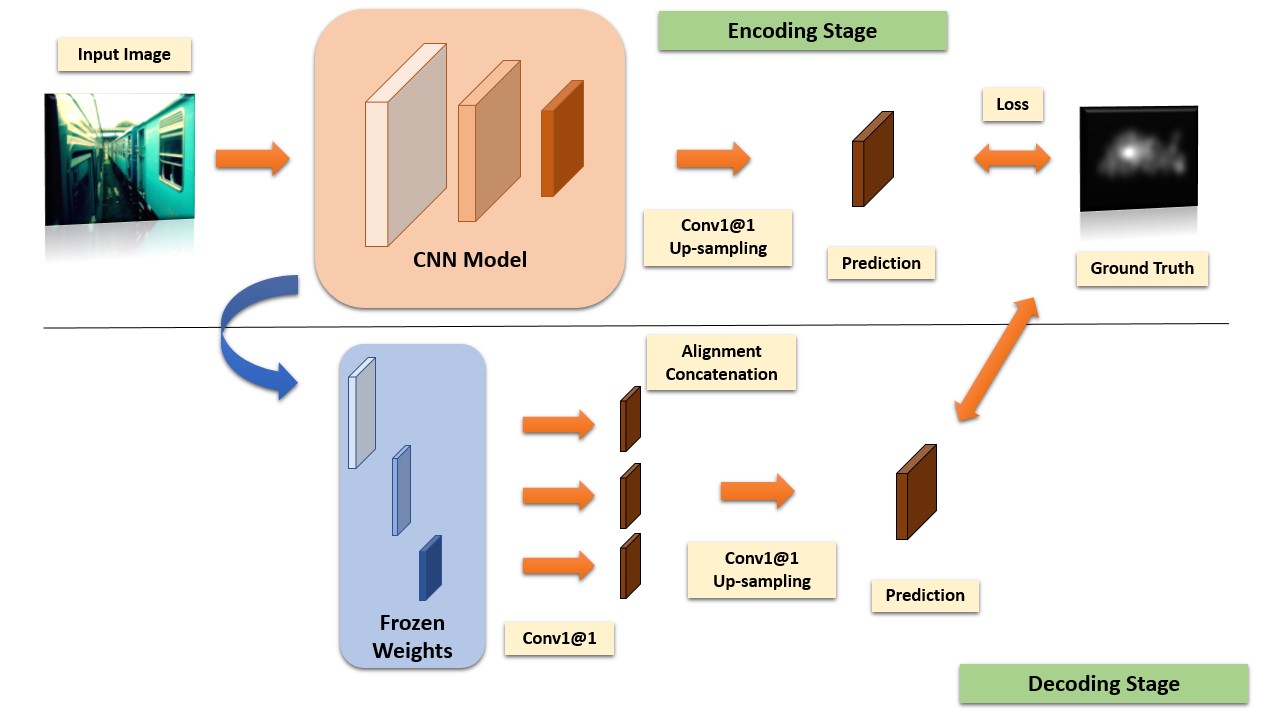 Encoding Stage
Input Image
Loss
CNN Model
Conv1@1
Up-sampling
Prediction
Ground Truth
Alignment
Concatenation
Frozen
Weights
Conv1@1
Conv1@1
Up-sampling
Prediction
Decoding Stage